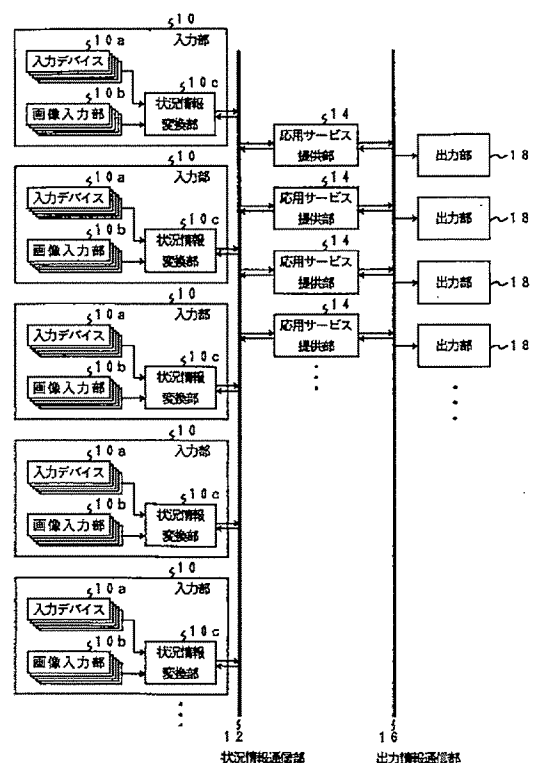 10
入力部
10a
入力デバイス
10b
画像入力部
10c
状況情報
変換部
10
入力部
10a
入力デバイス
10b
画像入力部
10c
状況情報
変換部
10
入力部
10a
入力デバイス
10b
画像入力部
10c
状況情報
変換部
10
入力部
10a
入力デバイス
10b
画像入力部
10c
状況情報
変換部
10
入力部
10a
入力デバイス
10b
画像入力部
10c
状況情報
変換部
14
応用サービス
提供部
14
応用サービス
提供部
14
応用サービス
提供部
14
応用サービス
提供部
出力部
18
出力部
18
出力部
18
出力部
18
12
状況情報通信部
16
出力情報通信部